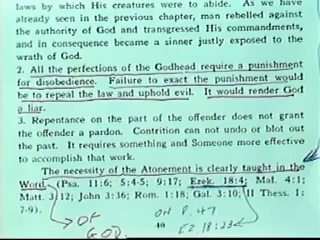 laws by which His creatures were to abide. As we have
already seen in the previous chapter, man rebelled against
the authority of God and transgressed His commandments,
and in consequence became a sinner justly exposed to the
wrath of God.
2. All the perfections of the Godhead require a punishment
for disobedience. Failure to exact the punishment would
be to repeal the law and uphold evil. It would render God
a liar.
3. Repentance on the part of the offender does not grant
the offender a pardon. Contrition can not undo or blot out
the past. It requires something and Someone more effective
to accomplish that work.
The necessity of the Atonement is clearly taught in the
Word. (Psa. 11:6; 5:4-5; 9:17; Ezek. 18:4; Mal. 4:1;
Matt. 3:12; John 3:36; Rom. 1:18; Gal. 3:10; II Thess. 1:
7-9).
OF GOD.
ON P. 47
40
EZ 18:23